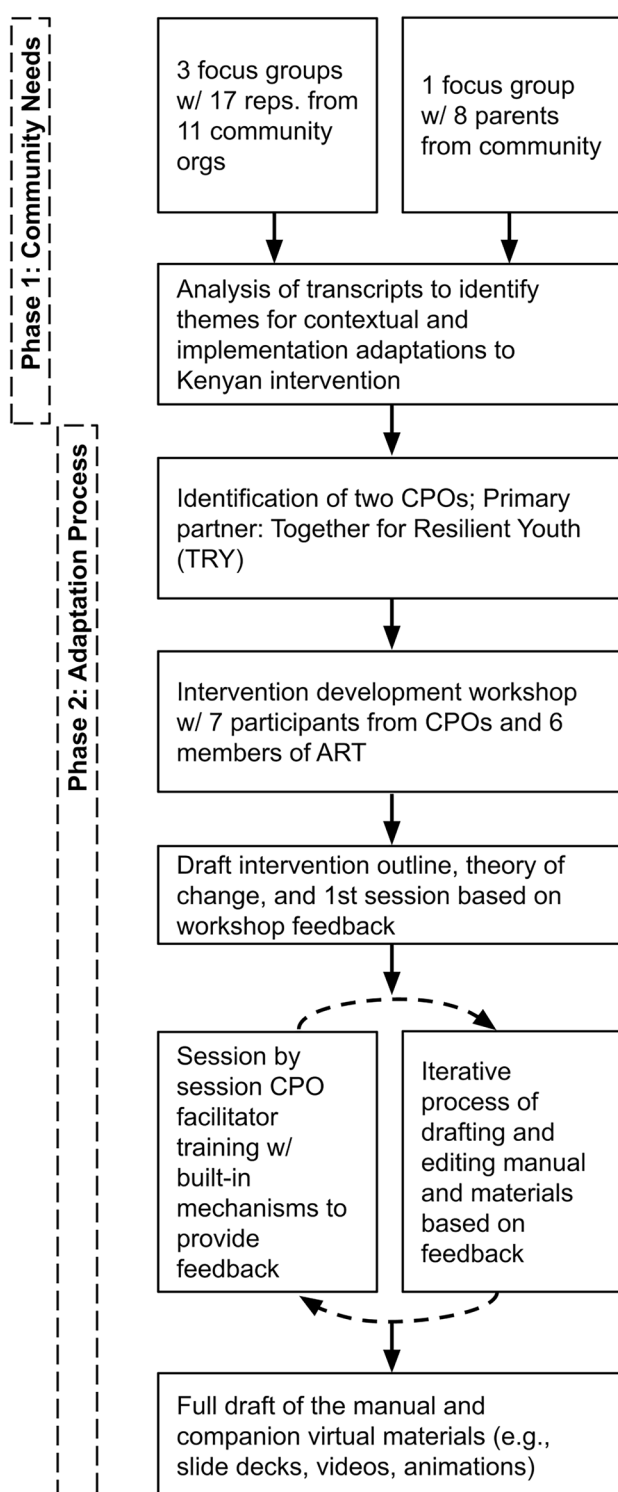 Phase 1: Community Needs
3 focus groups
w/ 17 reps. from
11 community
orgs
1 focus group
w/ 8 parents
from community
Analysis of transcripts to identify
themes for contextual and
implementation adaptations to
Kenyan intervention
Phase 2: Adaptation Process
Identification of two CPOs; Primary
partner: Together for Resilient Youth
(TRY)
Intervention development workshop
w/ 7 participants from CPOs and 6
members of ART
Draft intervention outline, theory of
change, and 1st session based on
workshop feedback
Session by
session CPO
facilitator
training w/
built-in
mechanisms to
provide
feedback
Iterative
process of
drafting and
editing manual
and materials
based on
feedback
Full draft of the manual and
companion virtual materials (e.g.,
slide decks, videos, animations)